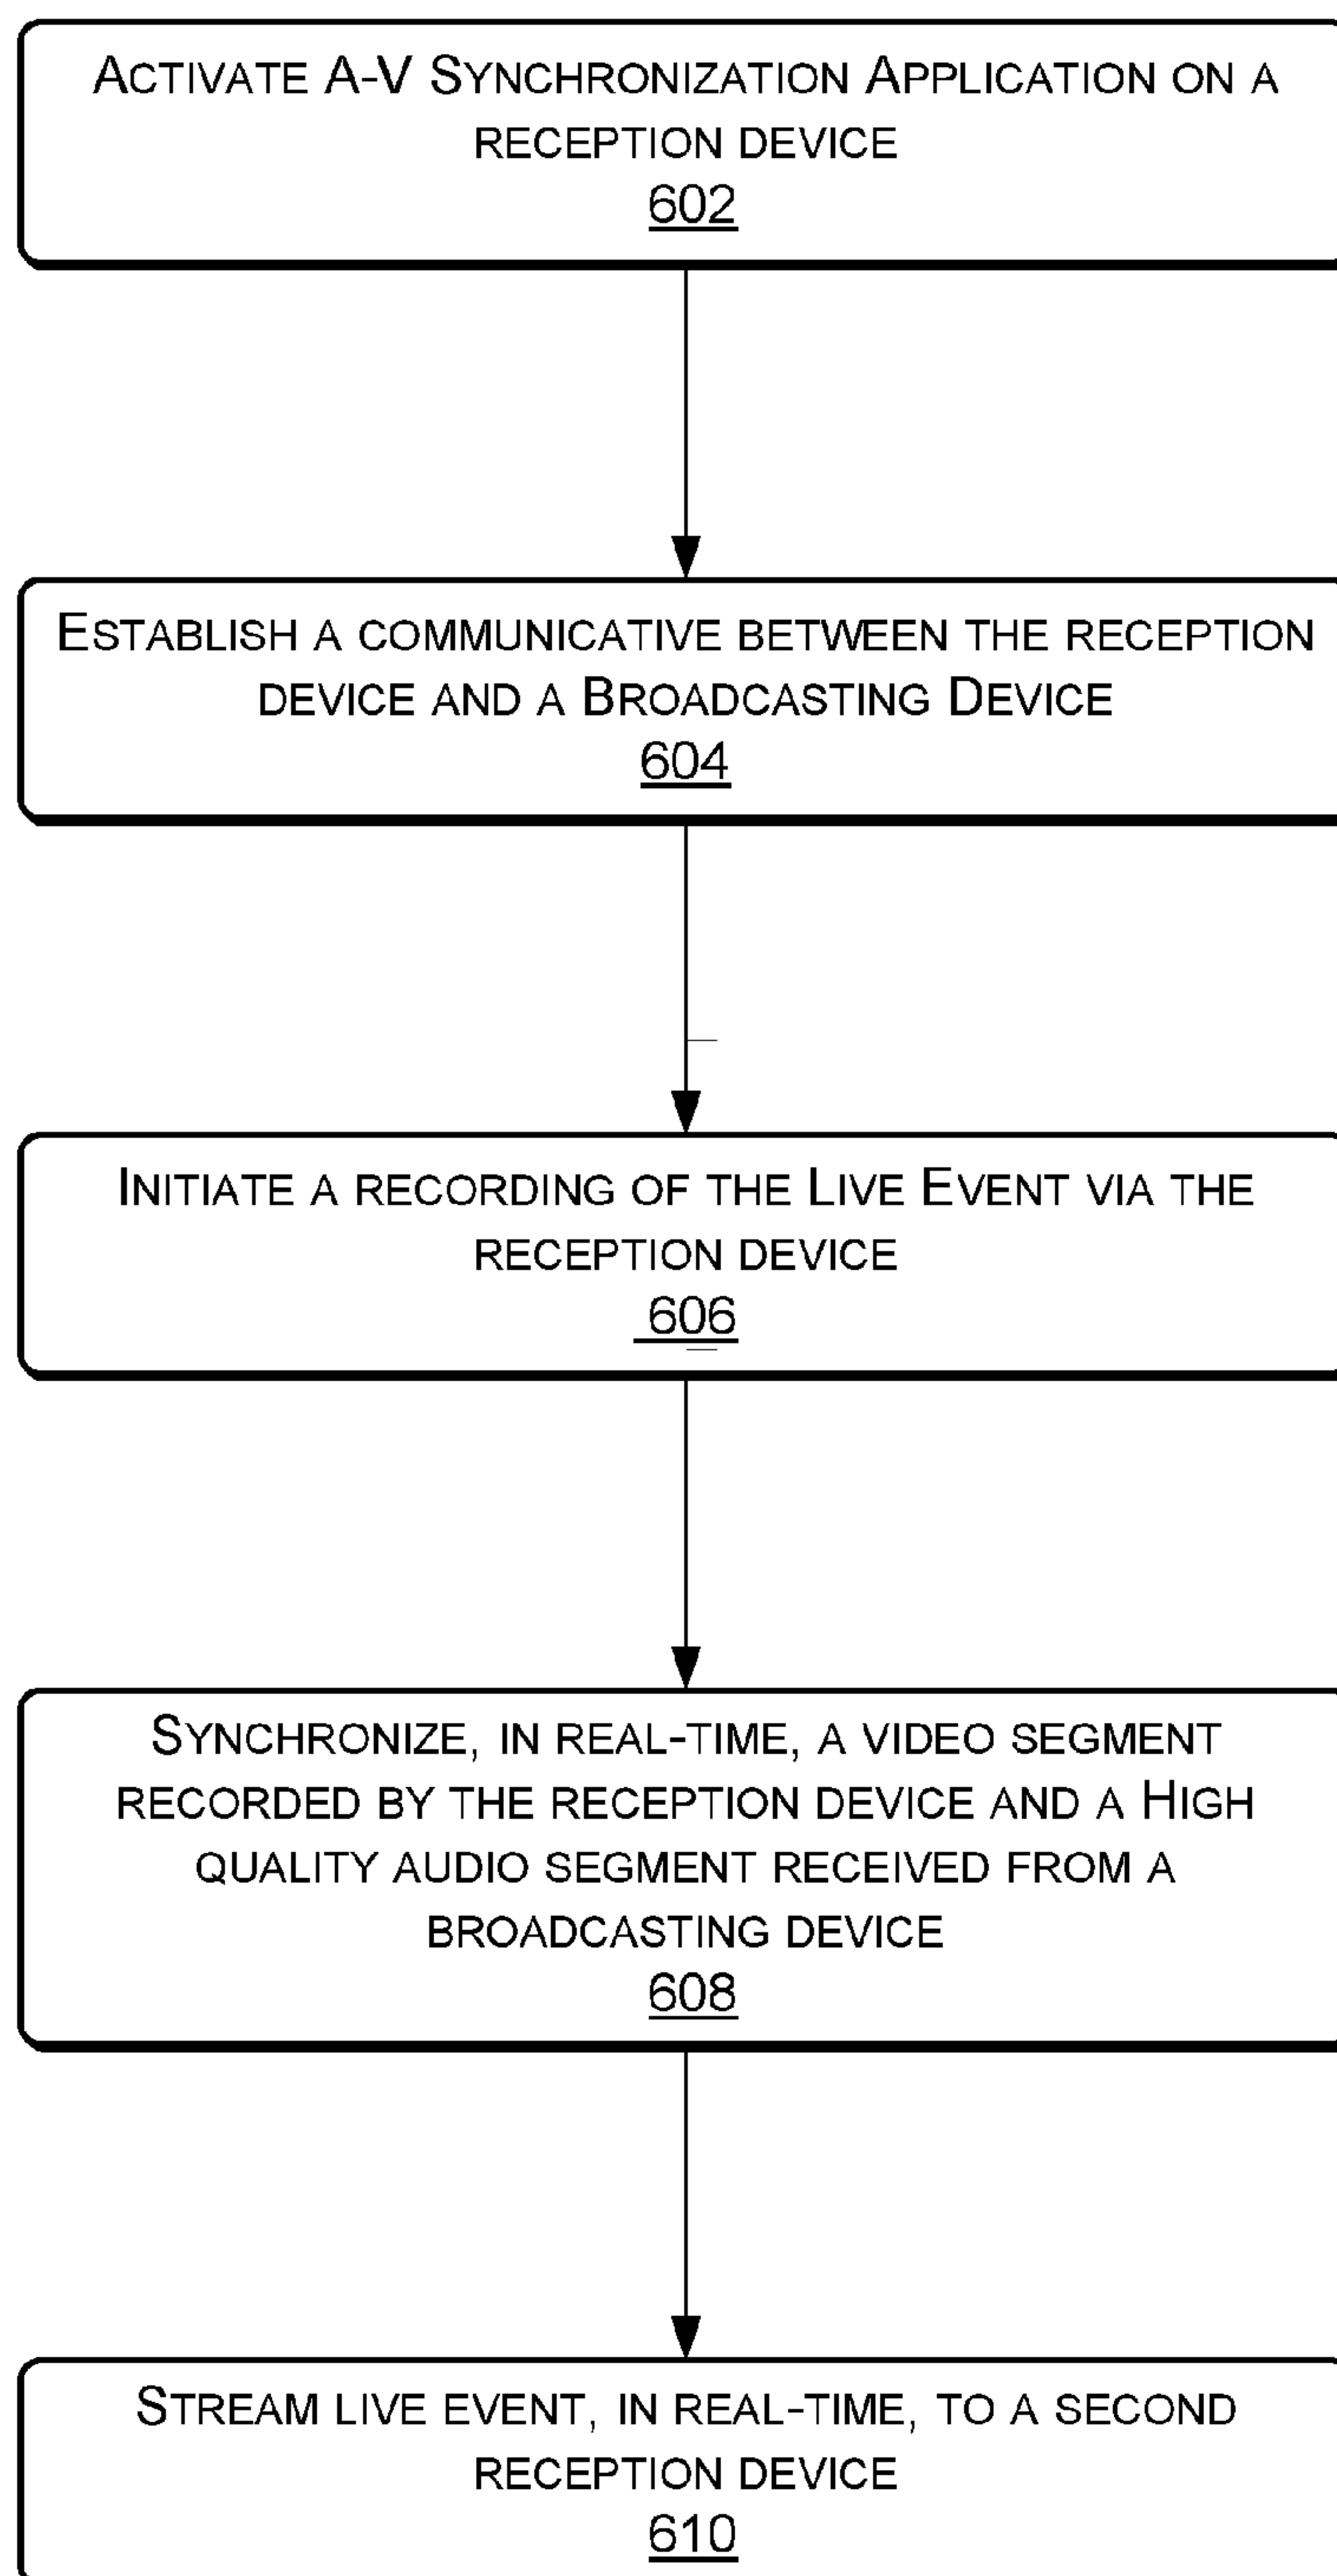 ACTIVATE A-V SYNCHRONIZATION APPLICATION ON A
RECEPTION DEVICE
602
ESTABLISH A COMMUNICATIVE BETWEEN THE RECEPTION
DEVICE AND A BROADCASTING DEVICE
604
INITIATE A RECORDING OF THE LIVE EVENT VIA THE
RECEPTION DEVICE
606
SYNCHRONIZE, IN REAL-TIME, A VIDEO SEGMENT
RECORDED BY THE RECEPTION DEVICE AND A HIGH
QUALITY AUDIO SEGMENT RECEIVED FROM A
BROADCASTING DEVICE
608
STREAM LIVE EVENT, IN REAL-TIME, TO A SECOND
RECEPTION DEVICE
610